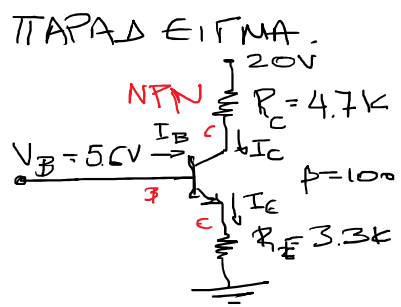 ΠΑΡΑΔΕΙΓΜΑ.
20V
NPN
R_C = 4.7K
I_B
C
I_C
V_B = 5.6V
β=100
B
I_E
E
R_E = 3.3K